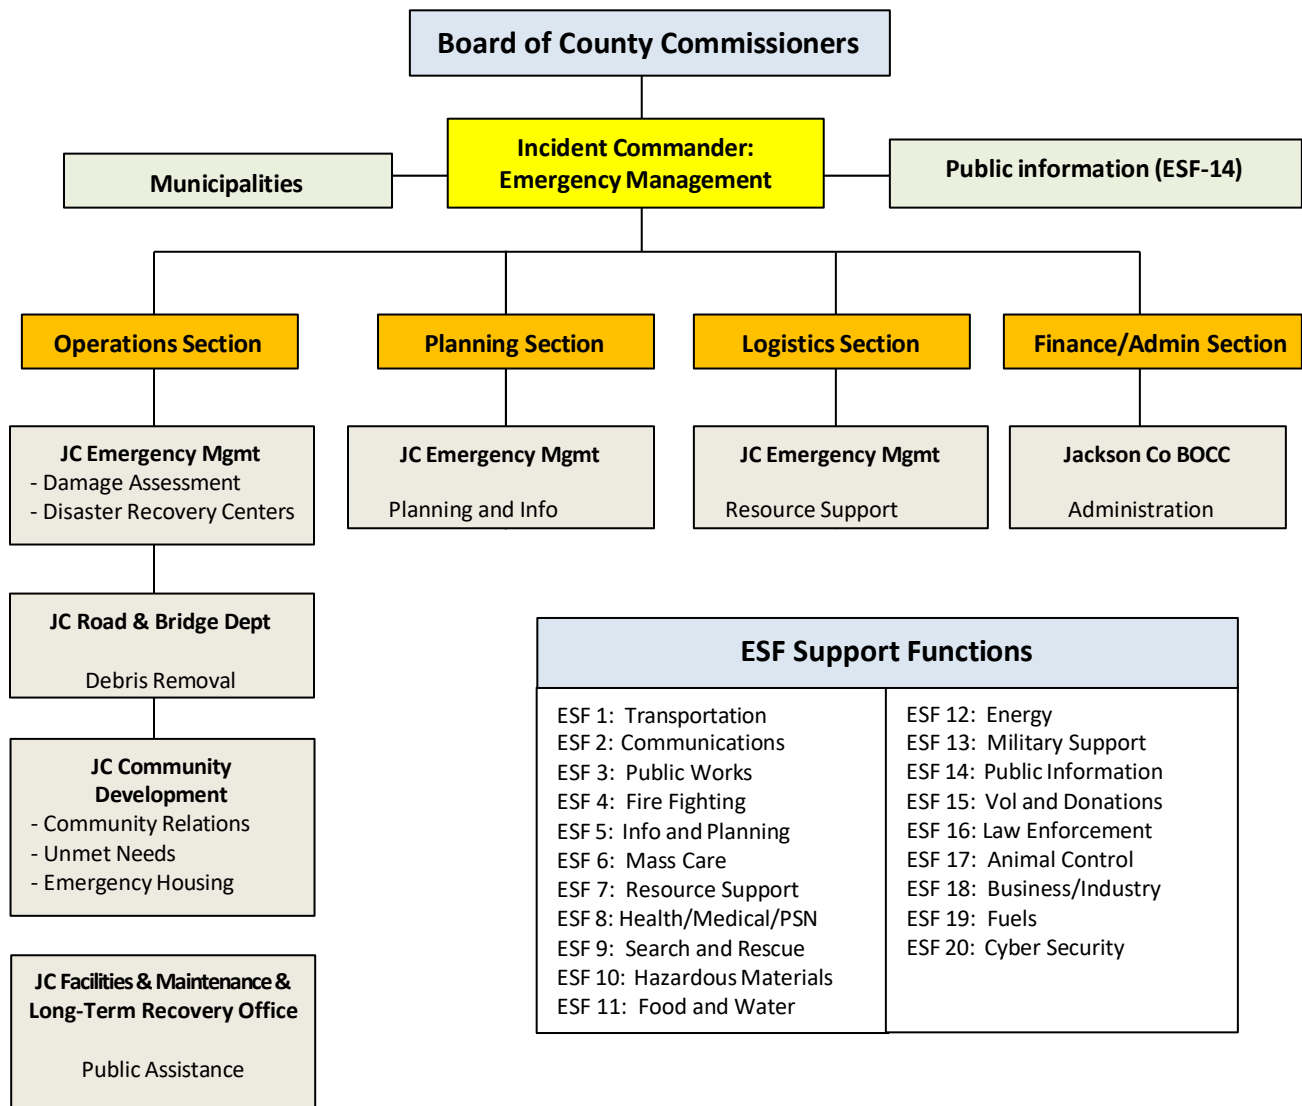 Board of County Commissioners
Incident Commander:
Emergency Management
Municipalities
Public information (ESF-14)
Operations Section
Planning Section
Logistics Section
Finance/Admin Section
JC Emergency Mgmt
- Damage Assessment
- Disaster Recovery Centers
JC Emergency Mgmt
Planning and Info
JC Emergency Mgmt
Resource Support
Jackson Co BOCC
Administration
JC Road & Bridge Dept
Debris Removal
JC Community
Development
- Community Relations
- Unmet Needs
- Emergency Housing
JC Facilities & Maintenance &
Long-Term Recovery Office
Public Assistance
ESF Support Functions
ESF 1: Transportation
ESF 2: Communications
ESF 3: Public Works
ESF 4: Fire Fighting
ESF 5: Info and Planning
ESF 6: Mass Care
ESF 7: Resource Support
ESF 8: Health/Medical/PSN
ESF 9: Search and Rescue
ESF 10: Hazardous Materials
ESF 11: Food and Water
ESF 12: Energy
ESF 13: Military Support
ESF 14: Public Information
ESF 15: Vol and Donations
ESF 16: Law Enforcement
ESF 17: Animal Control
ESF 18: Business/Industry
ESF 19: Fuels
ESF 20: Cyber Security